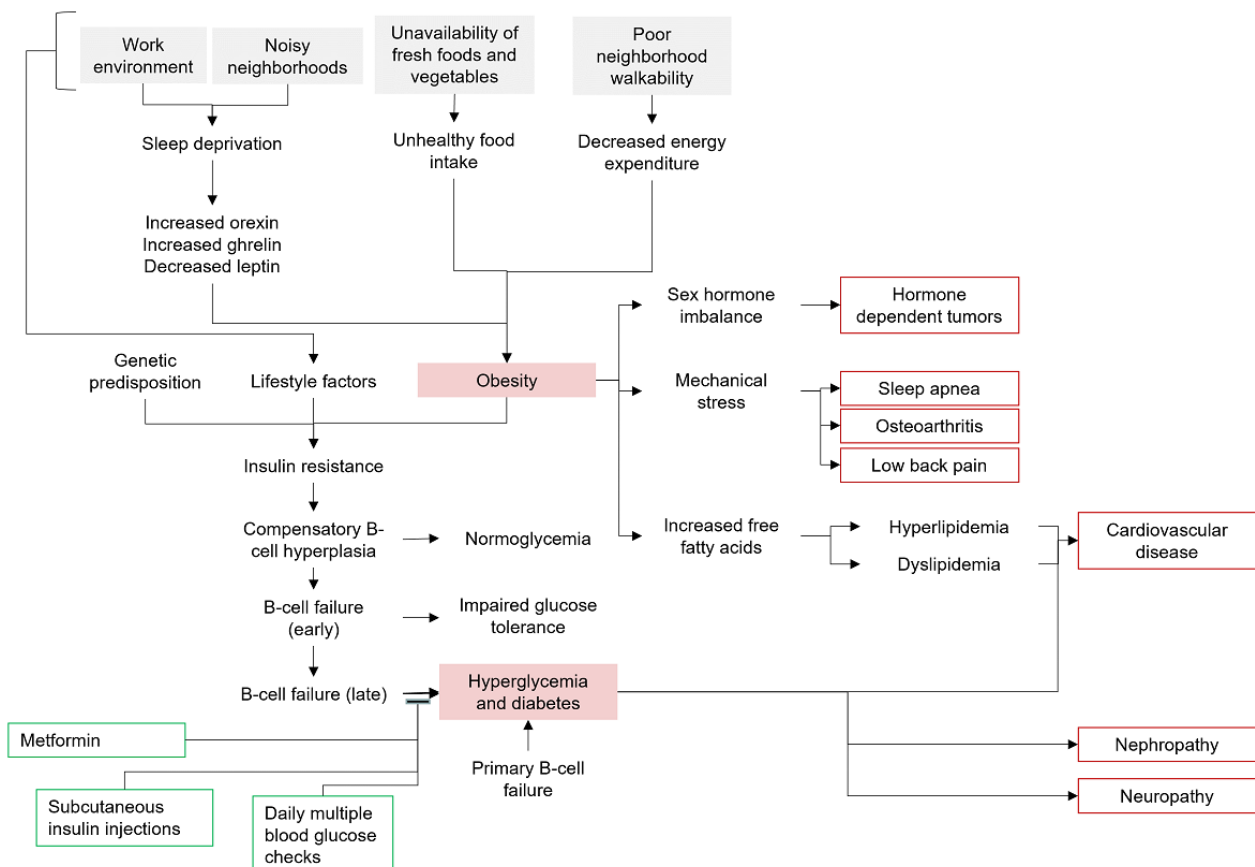 Work
environment
Noisy
neighborhoods
Unavailability of
fresh foods and
vegetables
Poor
neighborhood
walkability
Sleep deprivation
Unhealthy food
intake
Decreased energy
expenditure
Increased orexin
Increased ghrelin
Decreased leptin
Sex hormone
imbalance
Hormone
dependent tumors
Genetic
predisposition
Lifestyle factors
Obesity
Mechanical
stress
Sleep apnea
Osteoarthritis
Low back pain
Insulin resistance
Compensatory B-
cell hyperplasia
Normoglycemia
Increased free
fatty acids
Hyperlipidemia
Dyslipidemia
Cardiovascular
disease
B-cell failure
(early)
Impaired glucose
tolerance
B-cell failure (late)
Hyperglycemia
and diabetes
Metformin
Subcutaneous
insulin injections
Daily multiple
blood glucose
checks
Primary B-cell
failure
Nephropathy
Neuropathy